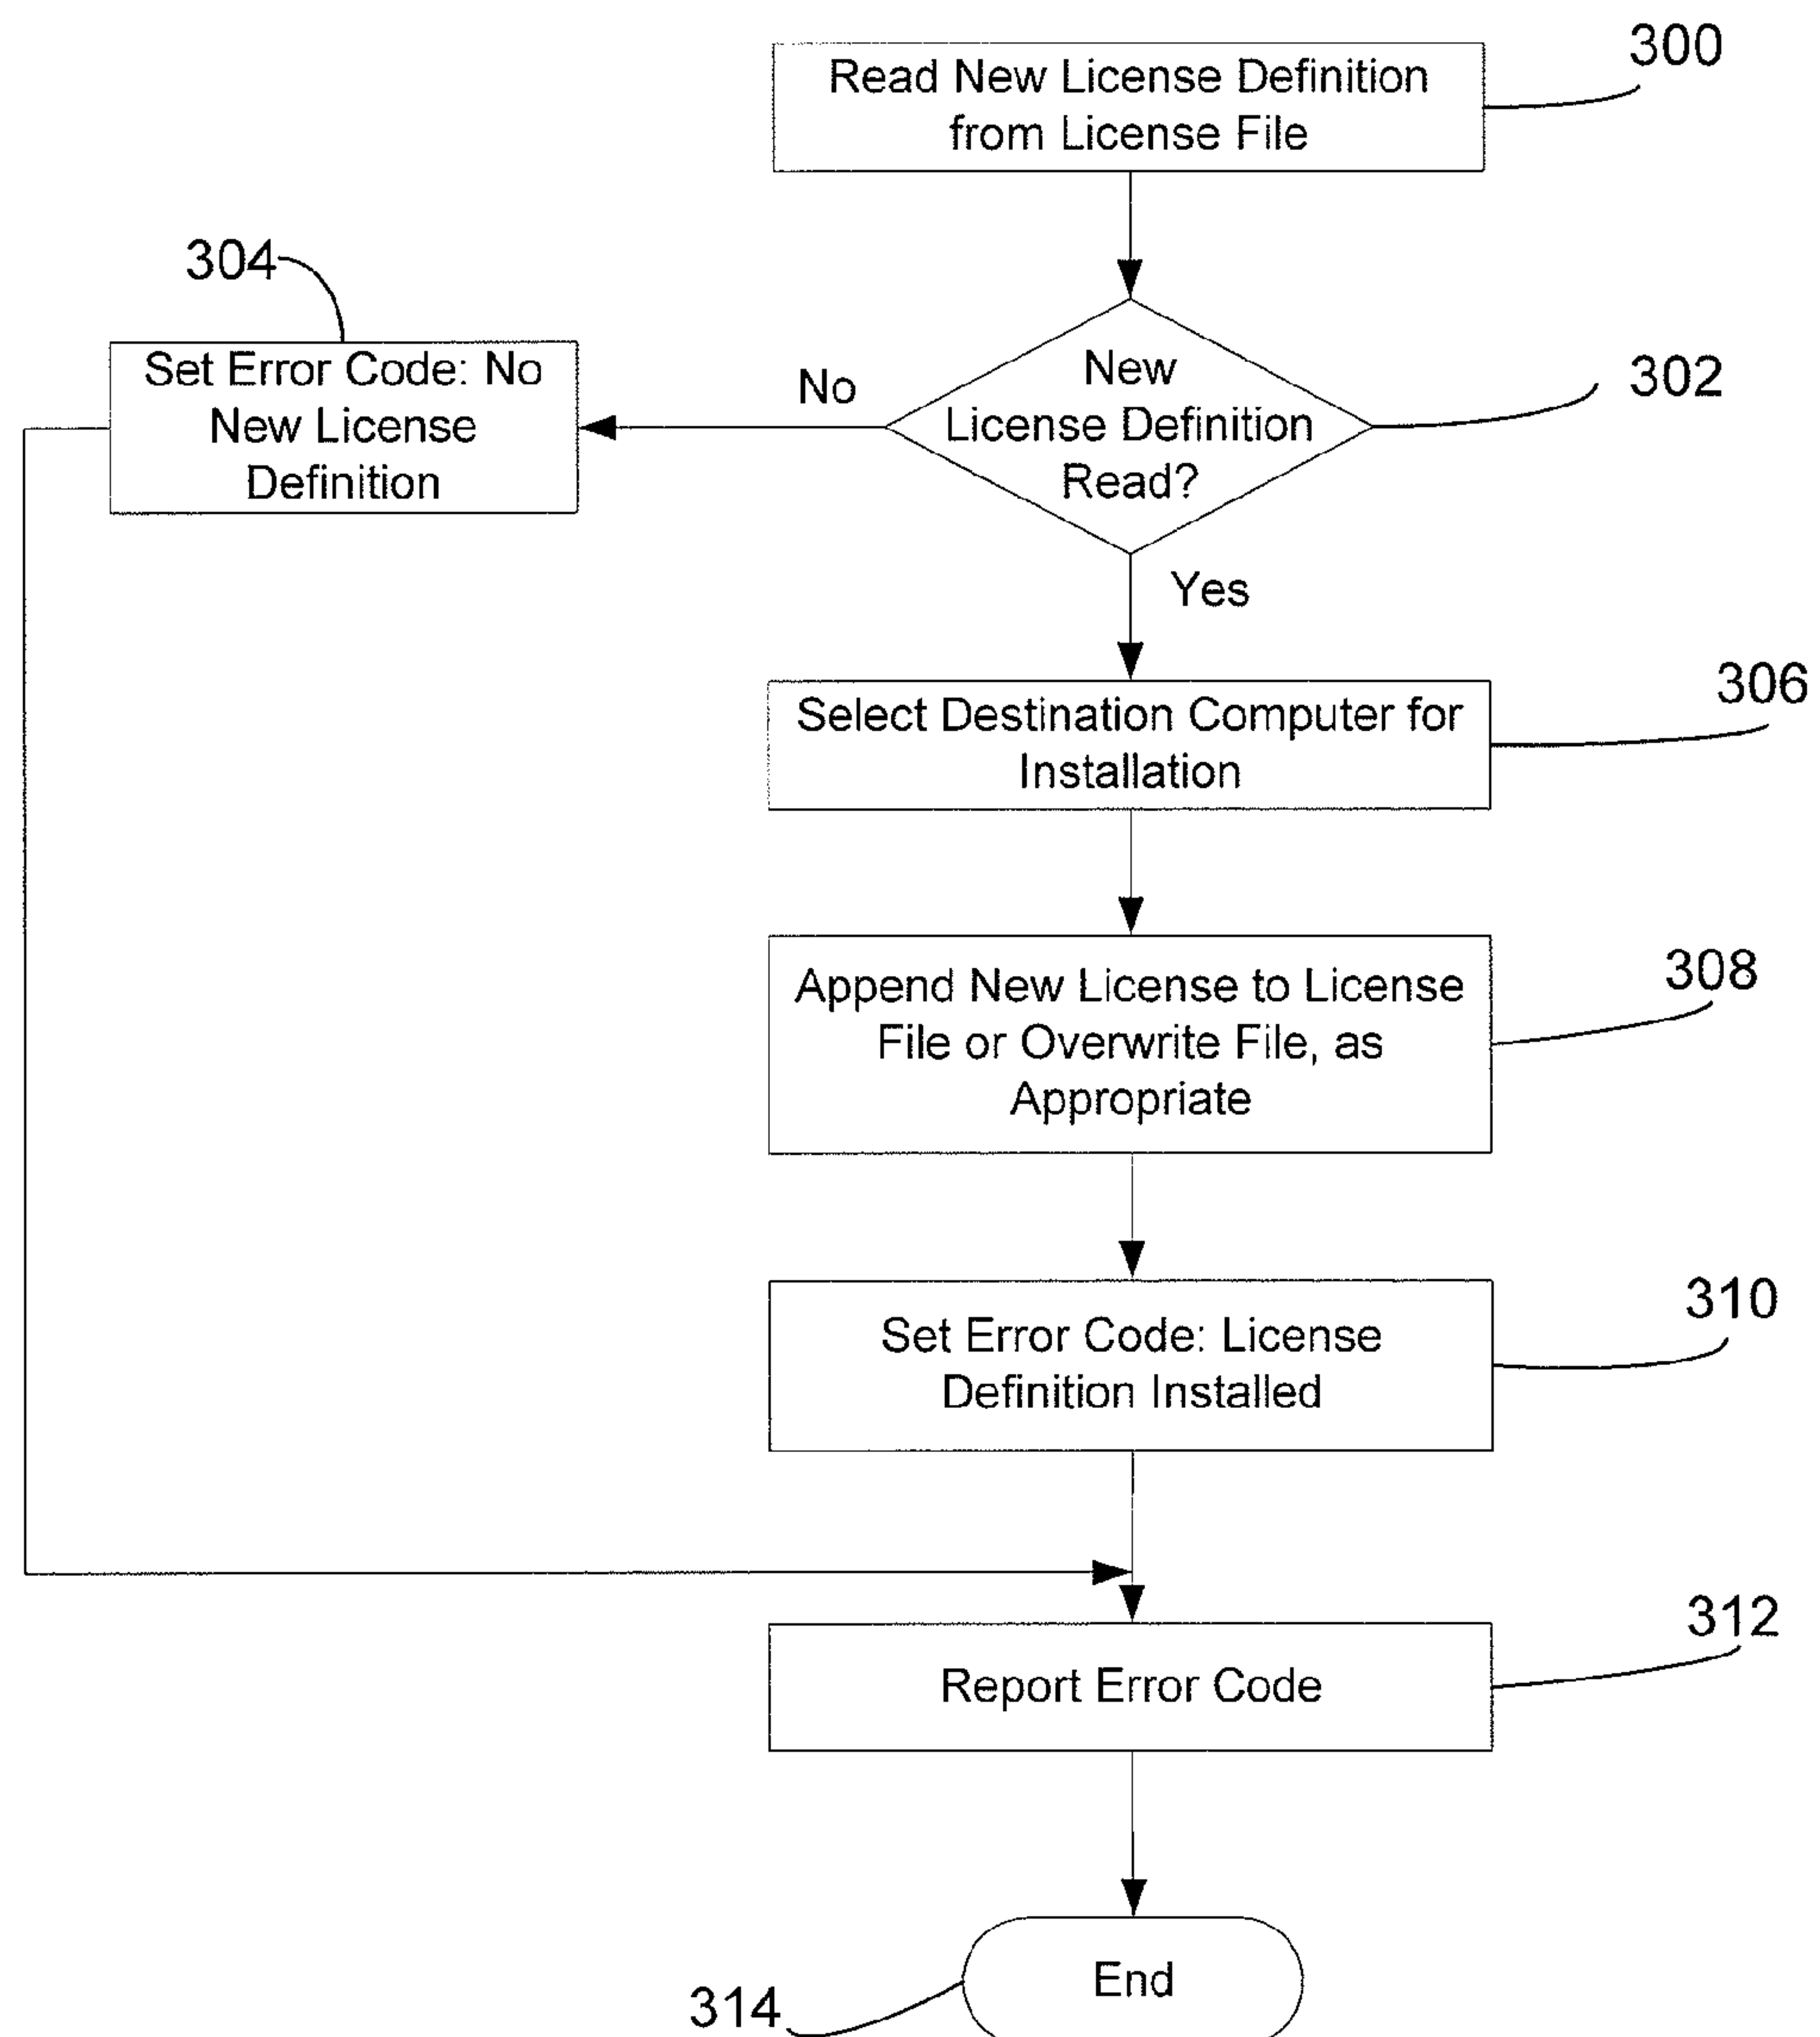 300
Read New License Definition
from License File
304
Set Error Code: No
New License
Definition
No
New
License Definition
Read?
302
Yes
306
Select Destination Computer for
Installation
308
Append New License to License
File or Overwrite File, as
Appropriate
310
Set Error Code: License
Definition Installed
312
Report Error Code
End
314